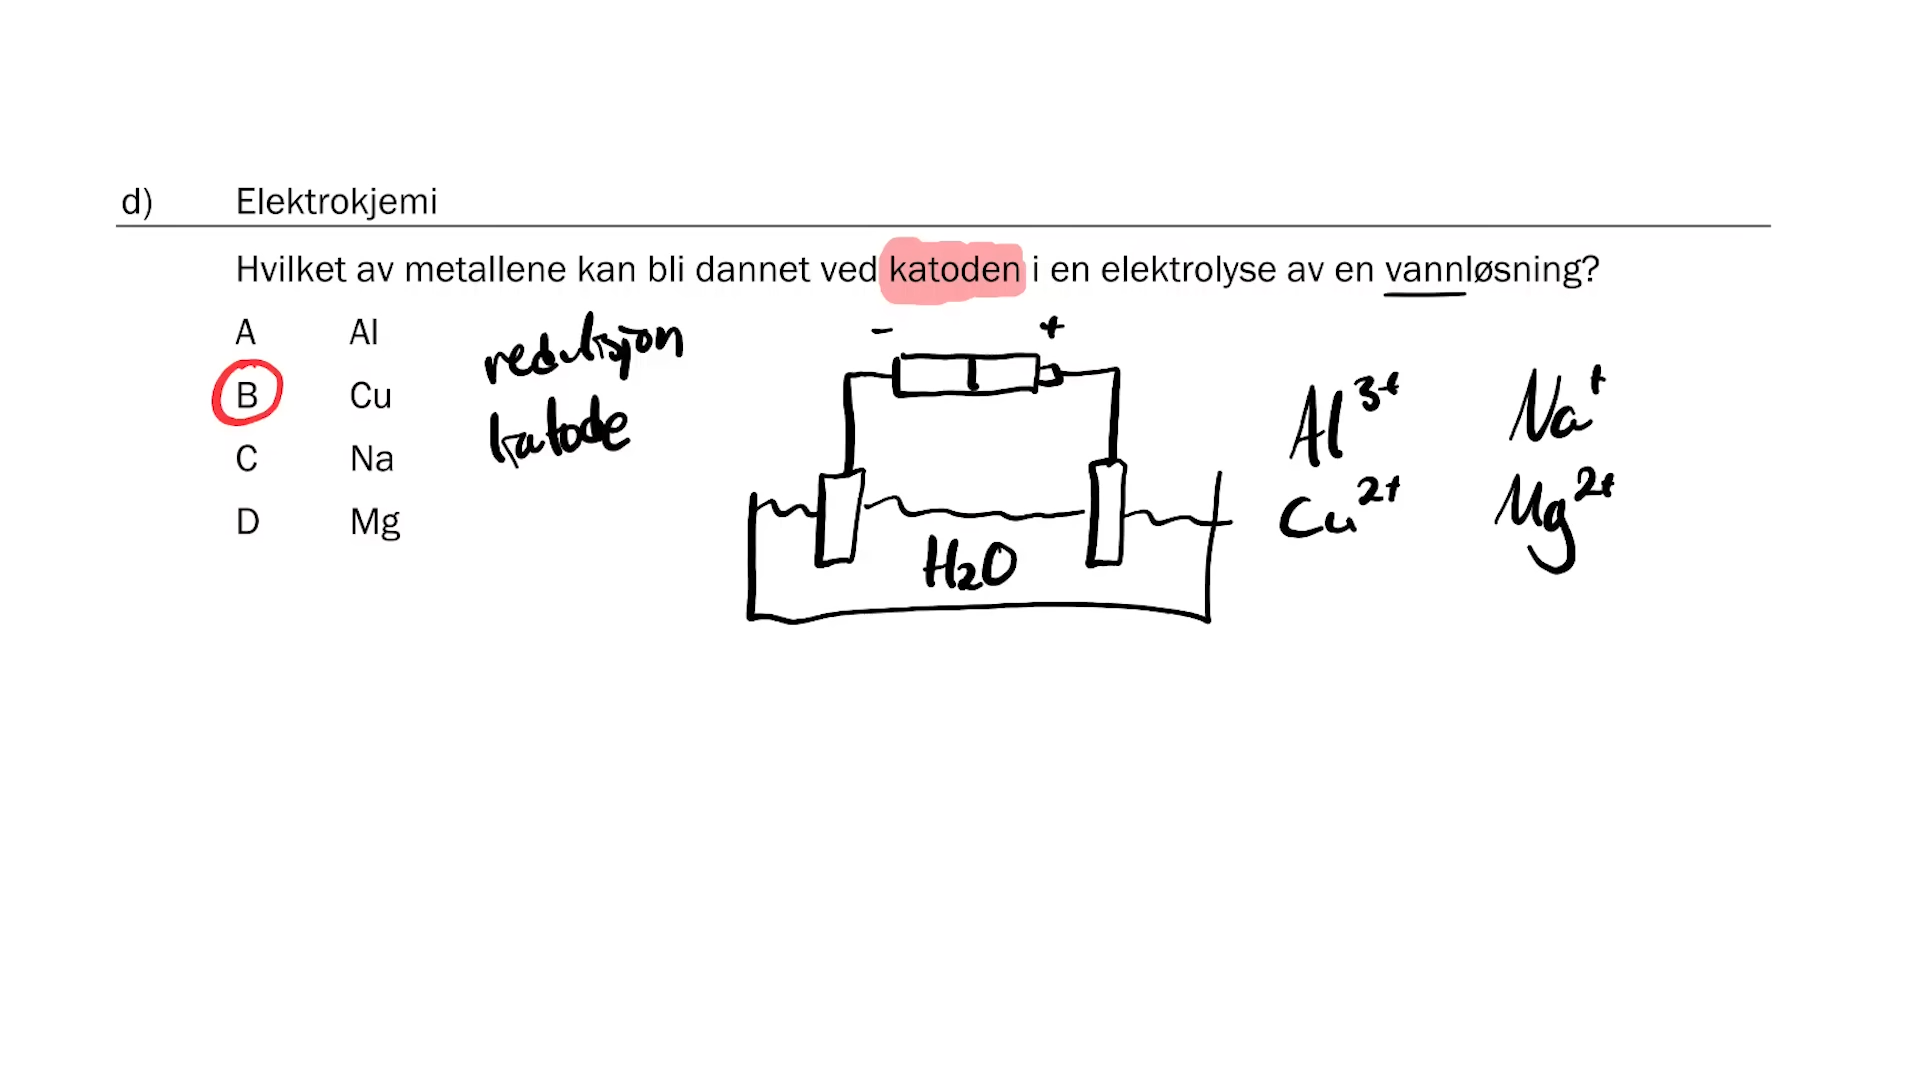 d) Elektrokjemi
Hvilket av metallene kan bli dannet ved katoden i en elektrolyse av en vannløsning?
A Al
B Cu
C Na
D Mg
reduksjon
katode
- +
H₂O
Al³⁺ Na⁺
Cu²⁺ Mg²⁺